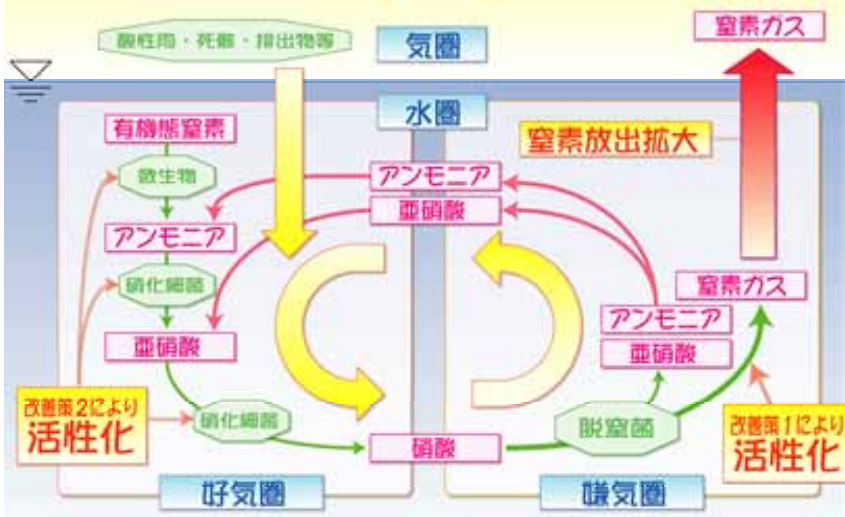 酸性雨・死骸・排出物等
気圏
窒素ガス
水圏
有機態窒素
窒素放出拡大
微生物
アンモニア
亜硝酸
アンモニア
硝化細菌
窒素ガス
アンモニア
亜硝酸
亜硝酸
改善策2により
活性化
硝化細菌
脱窒菌
改善策1により
活性化
硝酸
好気圏
嫌気圏